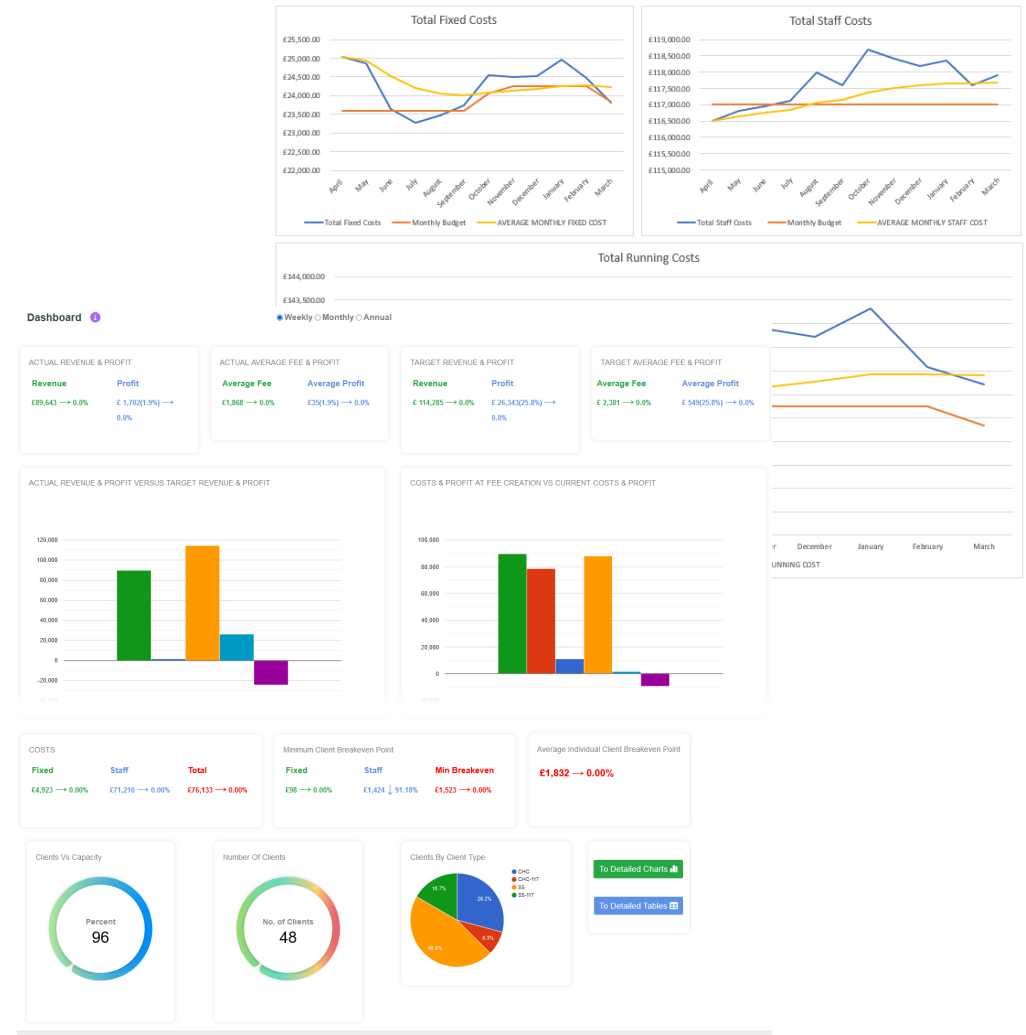 Total Fixed Costs
£25,500.00
£25,000.00
£24,500.00
£24,000.00
£23,500.00
£23,000.00
£22,500.00
£22,000.00
April May June July August September October November December January February March
Total Fixed Costs Monthly Budget AVERAGE MONTHLY FIXED COST
Total Staff Costs
£119,000.00
£118,500.00
£118,000.00
£117,500.00
£117,000.00
£116,500.00
£116,000.00
£115,500.00
£115,000.00
April May June July August September October November December January February March
Total Staff Costs Monthly Budget AVERAGE MONTHLY STAFF COST
Total Running Costs
£144,000.00
£143,500.00
December January February March
UNNING COST
Dashboard i
Weekly Monthly Annual
ACTUAL REVENUE & PROFIT
Revenue Profit
£89,643 → 0.0% £ 1,702(1.9%) →
0.0%
ACTUAL AVERAGE FEE & PROFIT
Average Fee Average Profit
£1,868 → 0.0% £35(1.9%) → 0.0%
TARGET REVENUE & PROFIT
Revenue Profit
£ 114,285 → 0.0% £ 26,343(25.8%) →
0.0%
TARGET AVERAGE FEE & PROFIT
Average Fee Average Profit
£ 2,381 → 0.0% £ 549(25.8%) → 0.0%
ACTUAL REVENUE & PROFIT VERSUS TARGET REVENUE & PROFIT
120,000
100,000
80,000
60,000
40,000
20,000
0
-20,000
COSTS & PROFIT AT FEE CREATION VS CURRENT COSTS & PROFIT
100,000
80,000
60,000
40,000
20,000
0
COSTS
Fixed Staff Total
£4,923 → 0.00% £71,210 → 0.00% £76,133 → 0.00%
Minimum Client Breakeven Point
Fixed Staff Min Breakeven
£98 → 0.00% £1,424 ↓ 91.18% £1,523 → 0.00%
Average Individual Client Breakeven Point
£1,832 → 0.00%
Clients Vs Capacity
Percent
96
Number Of Clients
No. of Clients
48
Clients By Client Type
CHC
CHC-117
SS
SS-117
16.7%
29.2%
8.3%
45.8%
To Detailed Charts
To Detailed Tables